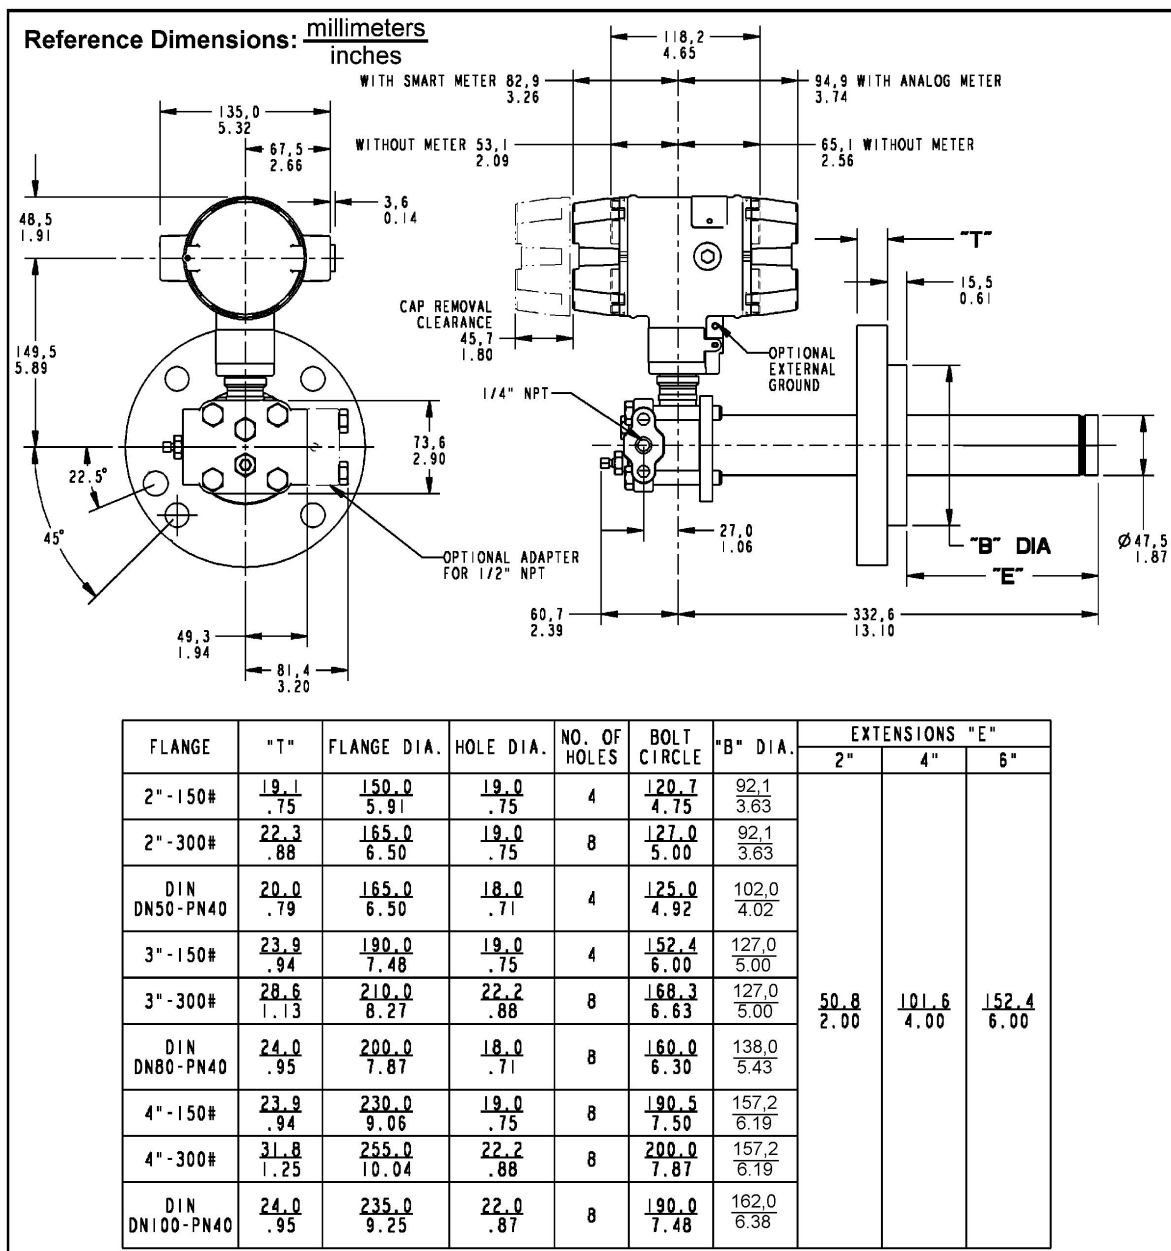 Reference Dimensions: millimeters
inches
118,2
4.65
WITH SMART METER 82,9
3.26
94,9 WITH ANALOG METER
3.74
135,0
5.32
67,5
2.66
WITHOUT METER 53,1
2.09
65,1 WITHOUT METER
2.56
48,5
1.91
3,6
0.14
"T"
15,5
0.61
CAP REMOVAL
CLEARANCE
45,7
1.80
149,5
5.89
OPTIONAL
EXTERNAL
GROUND
1/4" NPT
73,6
2.90
22.5°
45°
27,0
1.06
"B" DIA
"E"
Ø47,5
1.87
OPTIONAL ADAPTER
FOR 1/2" NPT
60,7
2.39
332,6
13.10
49,3
1.94
81,4
3.20
FLANGE "T" FLANGE DIA. HOLE DIA. NO. OF HOLES BOLT CIRCLE "B" DIA. EXTENSIONS "E"
2" 4" 6"
2"-150# 19.1 150.0 19.0 4 120.7 92,1
.75 5.91 .75 4.75 3.63
2"-300# 22.3 165.0 19.0 8 127.0 92,1
.88 6.50 .75 5.00 3.63
DIN
DN50-PN40 20.0 165.0 18.0 4 125.0 102,0
.79 6.50 .71 4.92 4.02
3"-150# 23.9 190.0 19.0 4 152.4 127,0
.94 7.48 .75 6.00 5.00
3"-300# 28.6 210.0 22.2 8 168.3 127,0 50.8 101.6 152.4
1.13 8.27 .88 6.63 5.00 2.00 4.00 6.00
DIN
DN80-PN40 24.0 200.0 18.0 8 160.0 138,0
.95 7.87 .71 6.30 5.43
4"-150# 23.9 230.0 19.0 8 190.5 157,2
.94 9.06 .75 7.50 6.19
4"-300# 31.8 255.0 22.2 8 200.0 157,2
1.25 10.04 .88 7.87 6.19
DIN
DN100-PN40 24.0 235.0 22.0 8 190.0 162,0
.95 9.25 .87 7.48 6.38